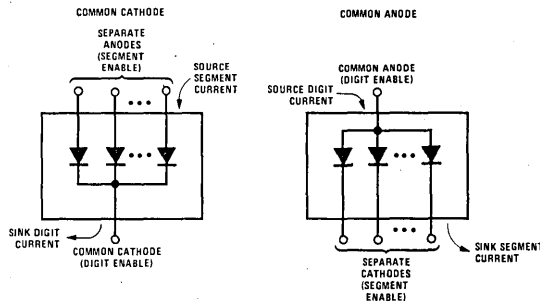 COMMON CATHODE
SEPARATE
ANODES
(SEGMENT
ENABLE)
SOURCE
SEGMENT
CURRENT
SINK DIGIT
CURRENT
COMMON CATHODE
(DIGIT ENABLE)
COMMON ANODE
COMMON ANODE
(DIGIT ENABLE)
SOURCE DIGIT
CURRENT
SINK SEGMENT
CURRENT
SEPARATE
CATHODES
(SEGMENT
ENABLE)